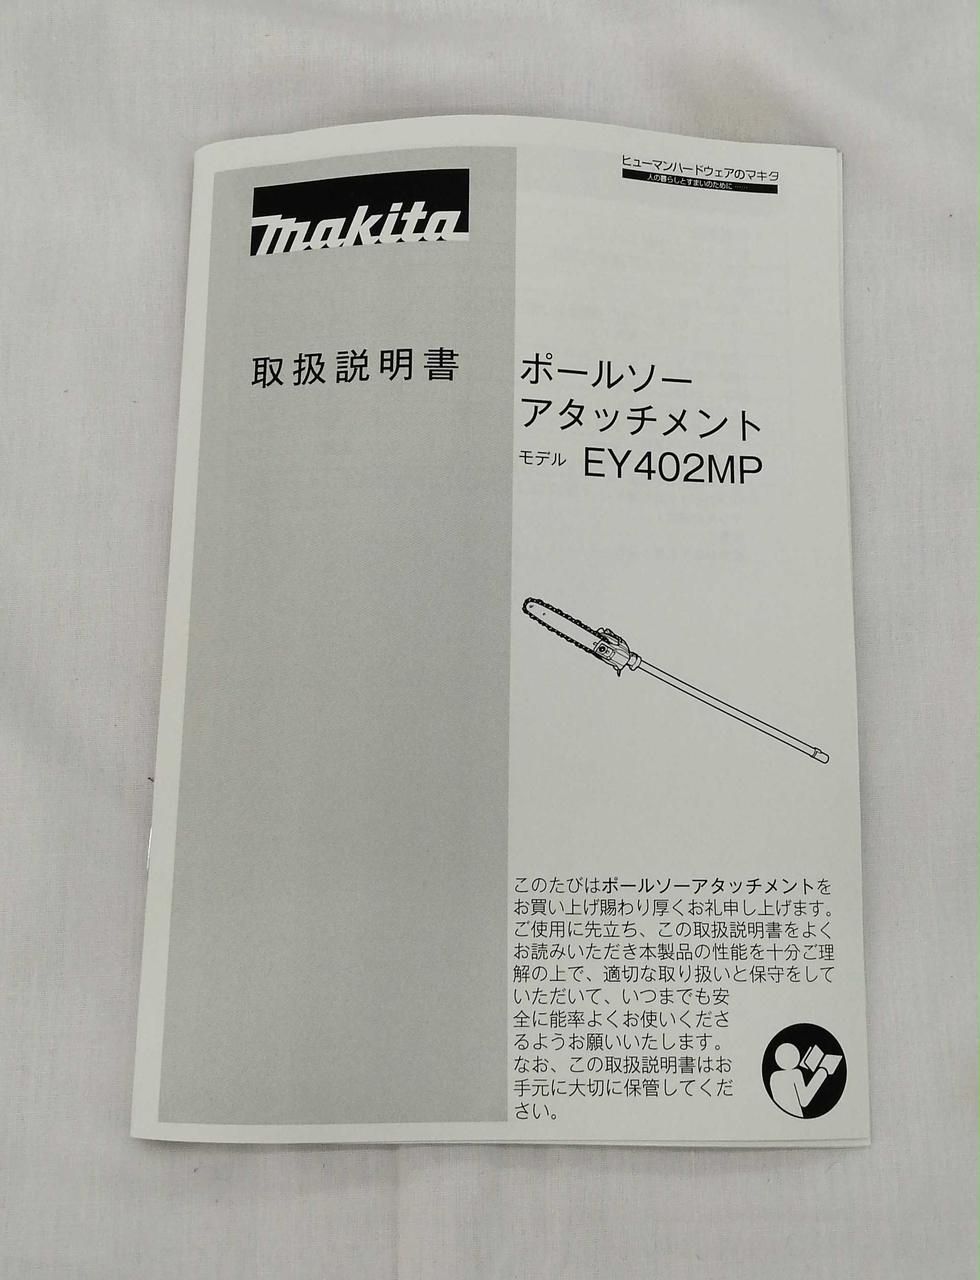 makita
ヒューマンハードウェアのマキタ
人の暮らしとすまいのために……
取扱説明書
ポールソー
アタッチメント
モデル EY402MP
このたびはポールソーアタッチメントを
お買い上げ賜わり厚くお礼申し上げます。
ご使用に先立ち、この取扱説明書をよく
お読みいただき本製品の性能を十分ご理
解の上で、適切な取り扱いと保守をして
いただいて、いつまでも安
全に能率よくお使いくださ
るようお願いいたします。
なお、この取扱説明書はお
手元に大切に保管してくだ
さい。